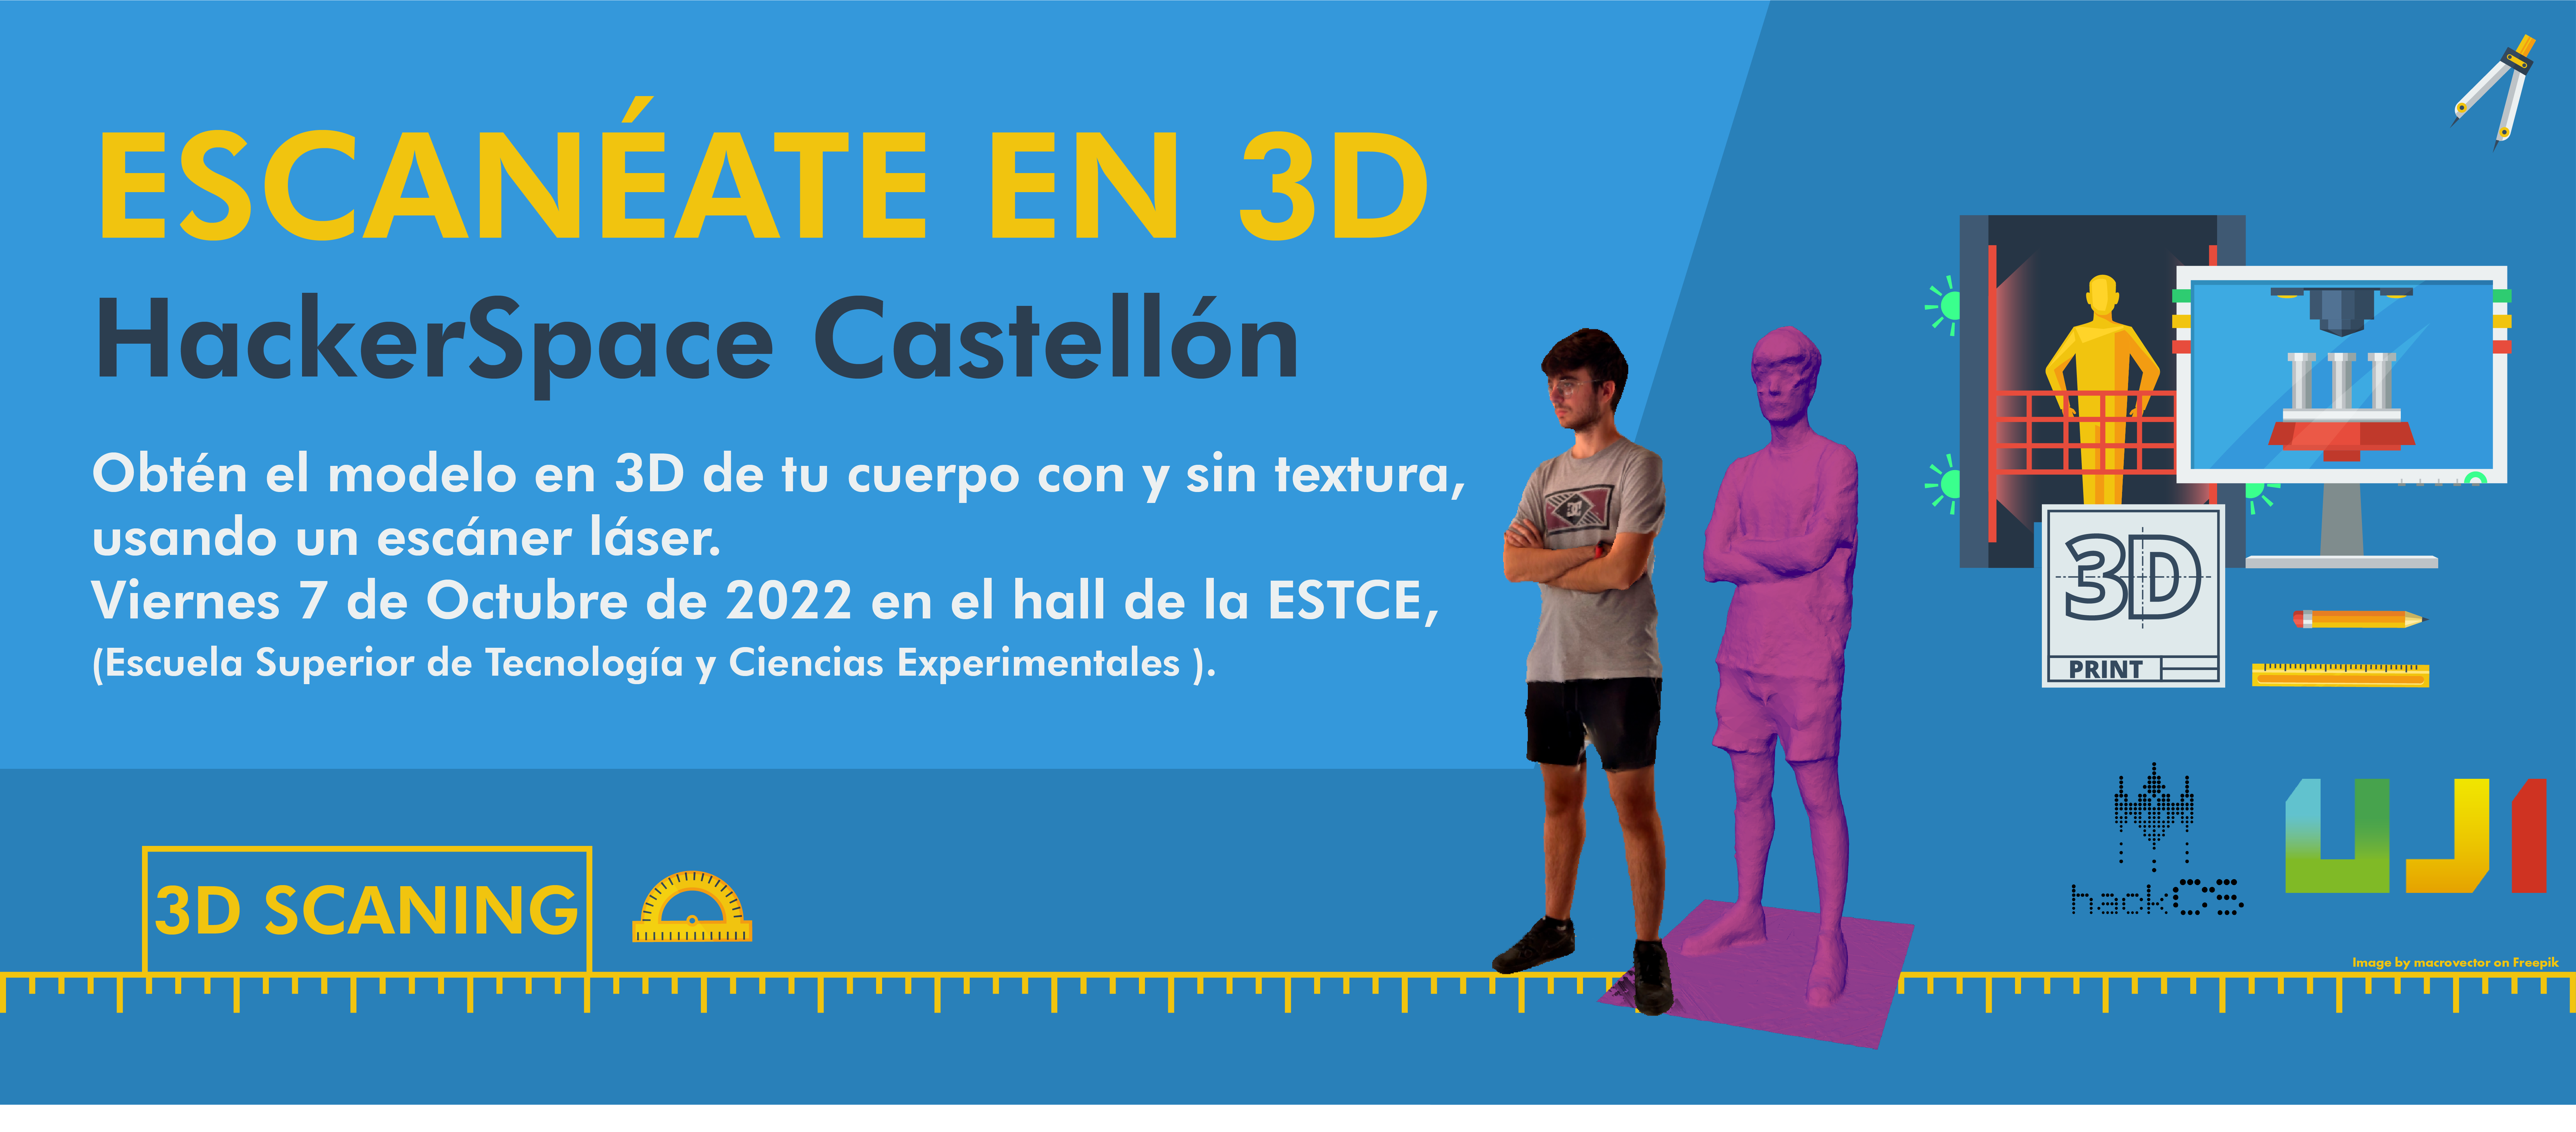 ESCANÉATE EN 3D
HackerSpace Castellón
Obtén el modelo en 3D de tu cuerpo con y sin textura,
usando un escáner láser.
Viernes 7 de Octubre de 2022 en el hall de la ESTCE,
(Escuela Superior de Tecnología y Ciencias Experimentales ).
3D
PRINT
3D SCANING
hackCS
UJI
Image by macrovector on Freepik